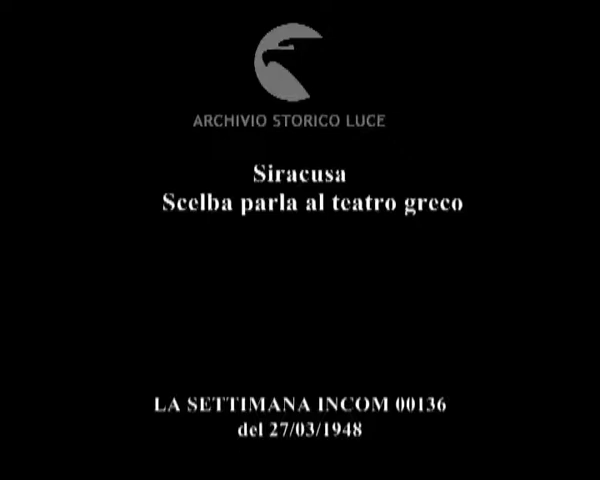 ARCHIVIO STORICO LUCE
Siracusa
Scelba parla al teatro greco
LA SETTIMANA INCOM 00136
del 27/03/1948